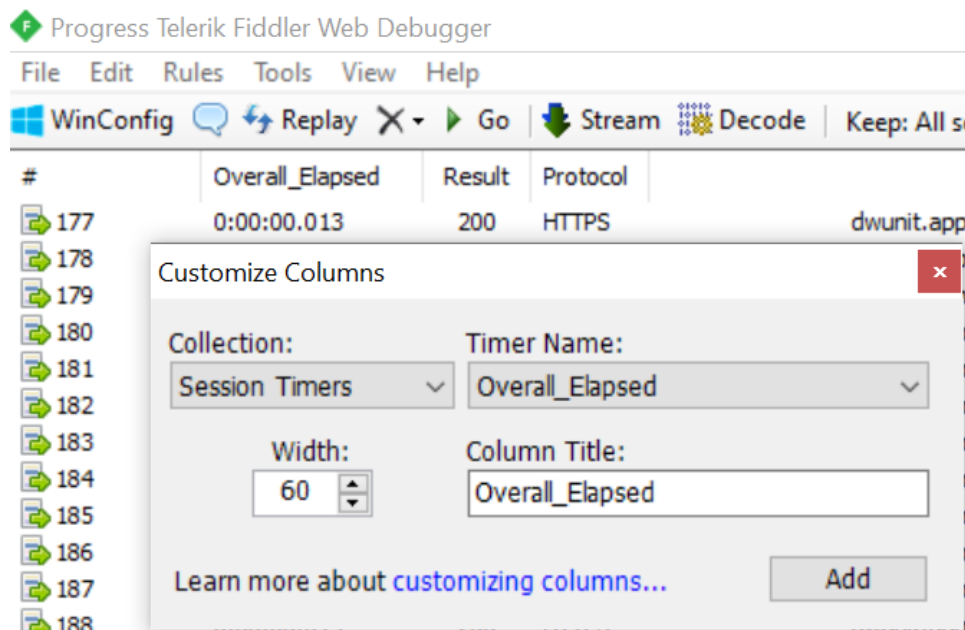 Progress Telerik Fiddler Web Debugger
File Edit Rules Tools View Help
WinConfig Replay Go Stream Decode Keep: All
# Overall_Elapsed Result Protocol
177 0:00:00.013 200 HTTPS dwunit.app
178
Customize Columns
179
180
Collection: Timer Name:
181
Session Timers Overall_Elapsed
182
183
Width: Column Title:
184
60 Overall_Elapsed
185
186
187
Learn more about customizing columns... Add
188